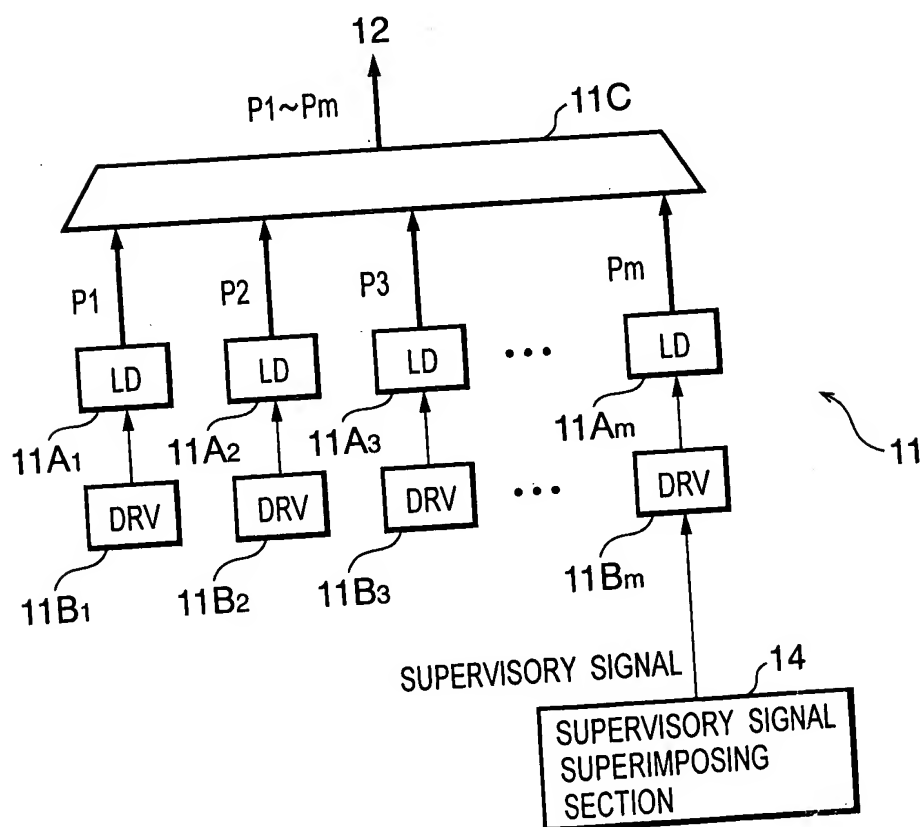 12
P1~Pm
11C
P1
P2
P3
Pm
LD
LD
LD
•••
LD
11A1
11A2
11A3
11Am
11
DRV
DRV
DRV
•••
DRV
11B1
11B2
11B3
11Bm
SUPERVISORY SIGNAL
14
SUPERVISORY SIGNAL
SUPERIMPOSING
SECTION